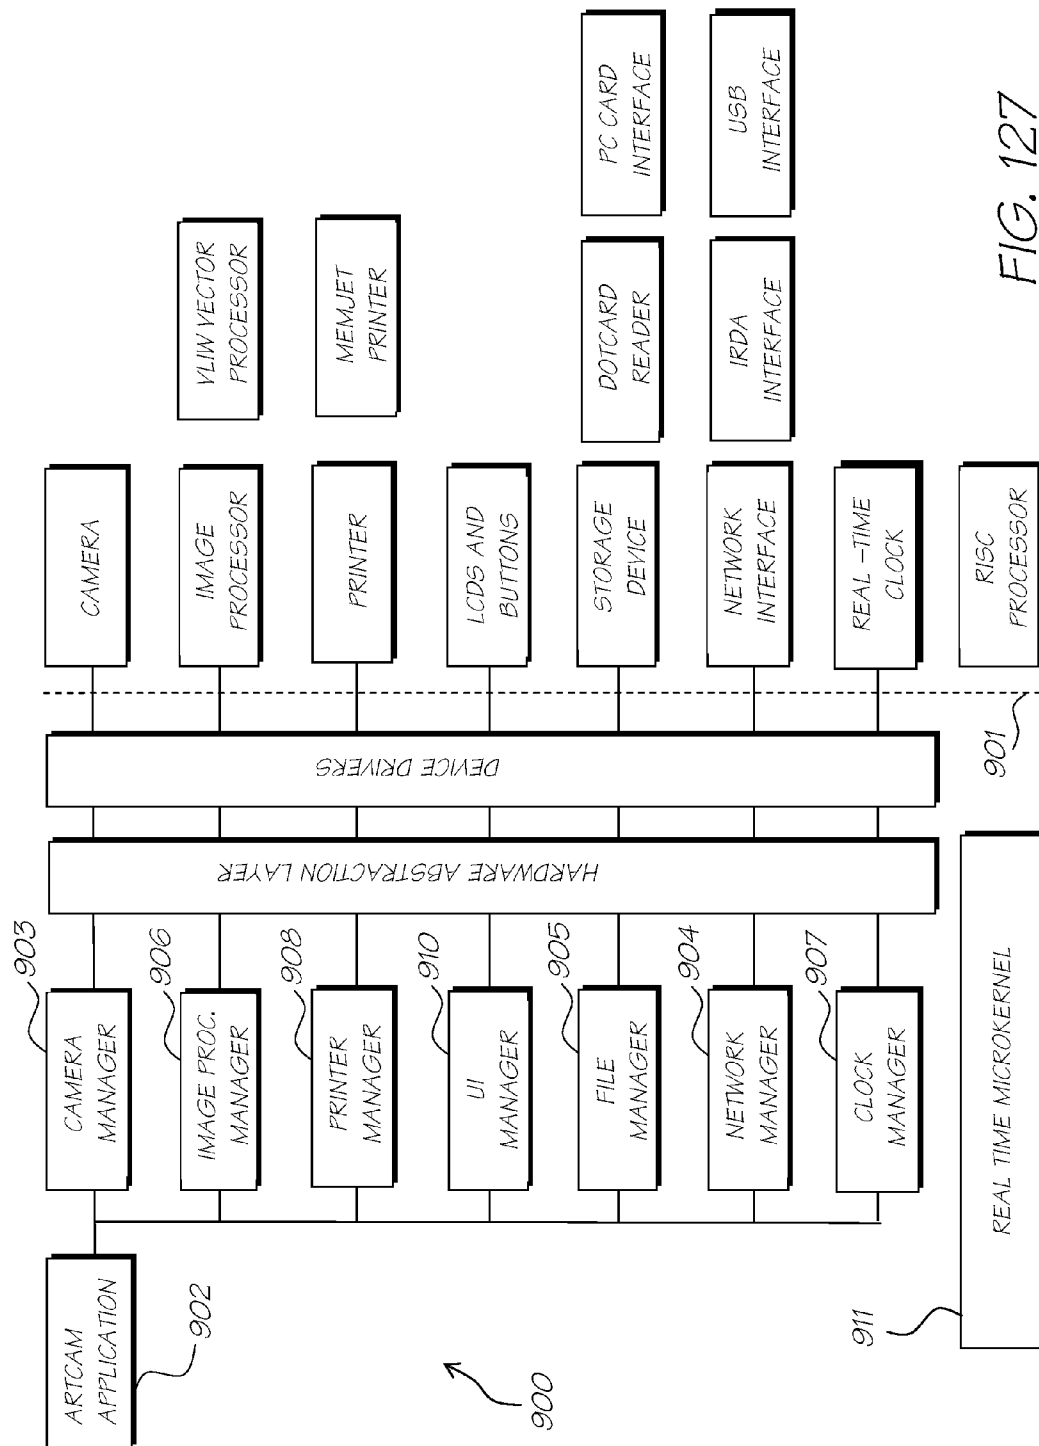 ARTCAM
APPLICATION
902
903
CAMERA
MANAGER
CAMERA
906
IMAGE PROC.
MANAGER
IMAGE
PROCESSOR
VLIW VECTOR
PROCESSOR
908
PRINTER
MANAGER
PRINTER
MEMJET
PRINTER
910
UI
MANAGER
LCDS AND
BUTTONS
905
FILE
MANAGER
STORAGE
DEVICE
DOTCARD
READER
PC CARD
INTERFACE
904
NETWORK
MANAGER
NETWORK
INTERFACE
IRDA
INTERFACE
USB
INTERFACE
907
CLOCK
MANAGER
REAL-TIME
CLOCK
HARDWARE ABSTRACTION LAYER
DEVICE DRIVERS
900
911
REAL TIME MICROKERNEL
901
RISC
PROCESSOR
FIG. 127